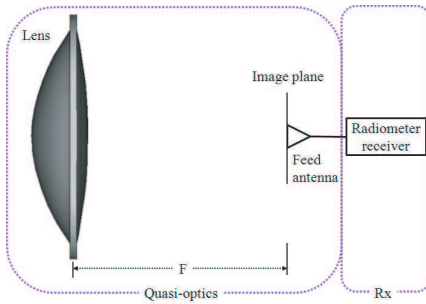 Lens
Image plane
Radiometer
receiver
Feed
antenna
F
Quasi-optics
Rx